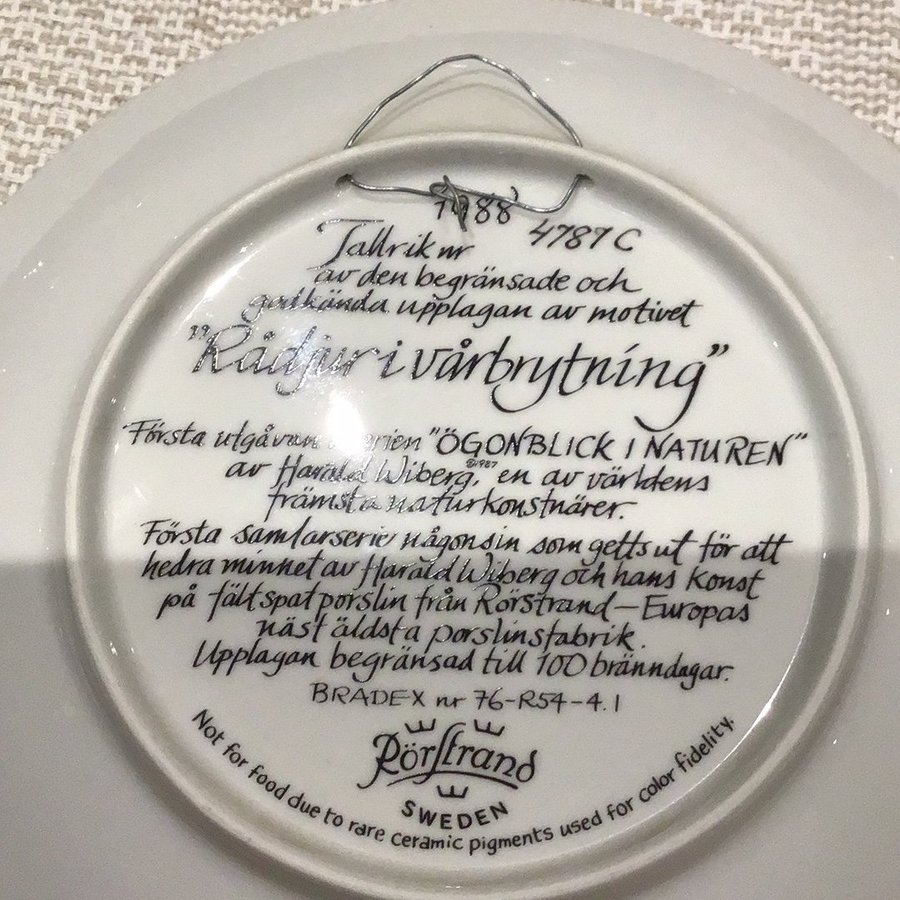 1988
Tallrik nr 4787 C
av den begränsade och
godkända upplagan av motivet
"Rådjur i vårbrytning"
Första utgåvan i serien "ÖGONBLICK I NATUREN"
av Harald Wiberg, ©1987 en av världens
främsta naturkonstnärer.
Första samlarserie någonsin som getts ut för att
hedra minnet av Harald Wiberg och hans konst
på fältspatporslin från Rörstrand–Europas
näst äldsta porslinsfabrik.
Upplagan begränsad till 100 bränndagar.
BRADEX nr 76-R54-4.1
Rörstrand
SWEDEN
Not for food due to rare ceramic pigments used for color fidelity.